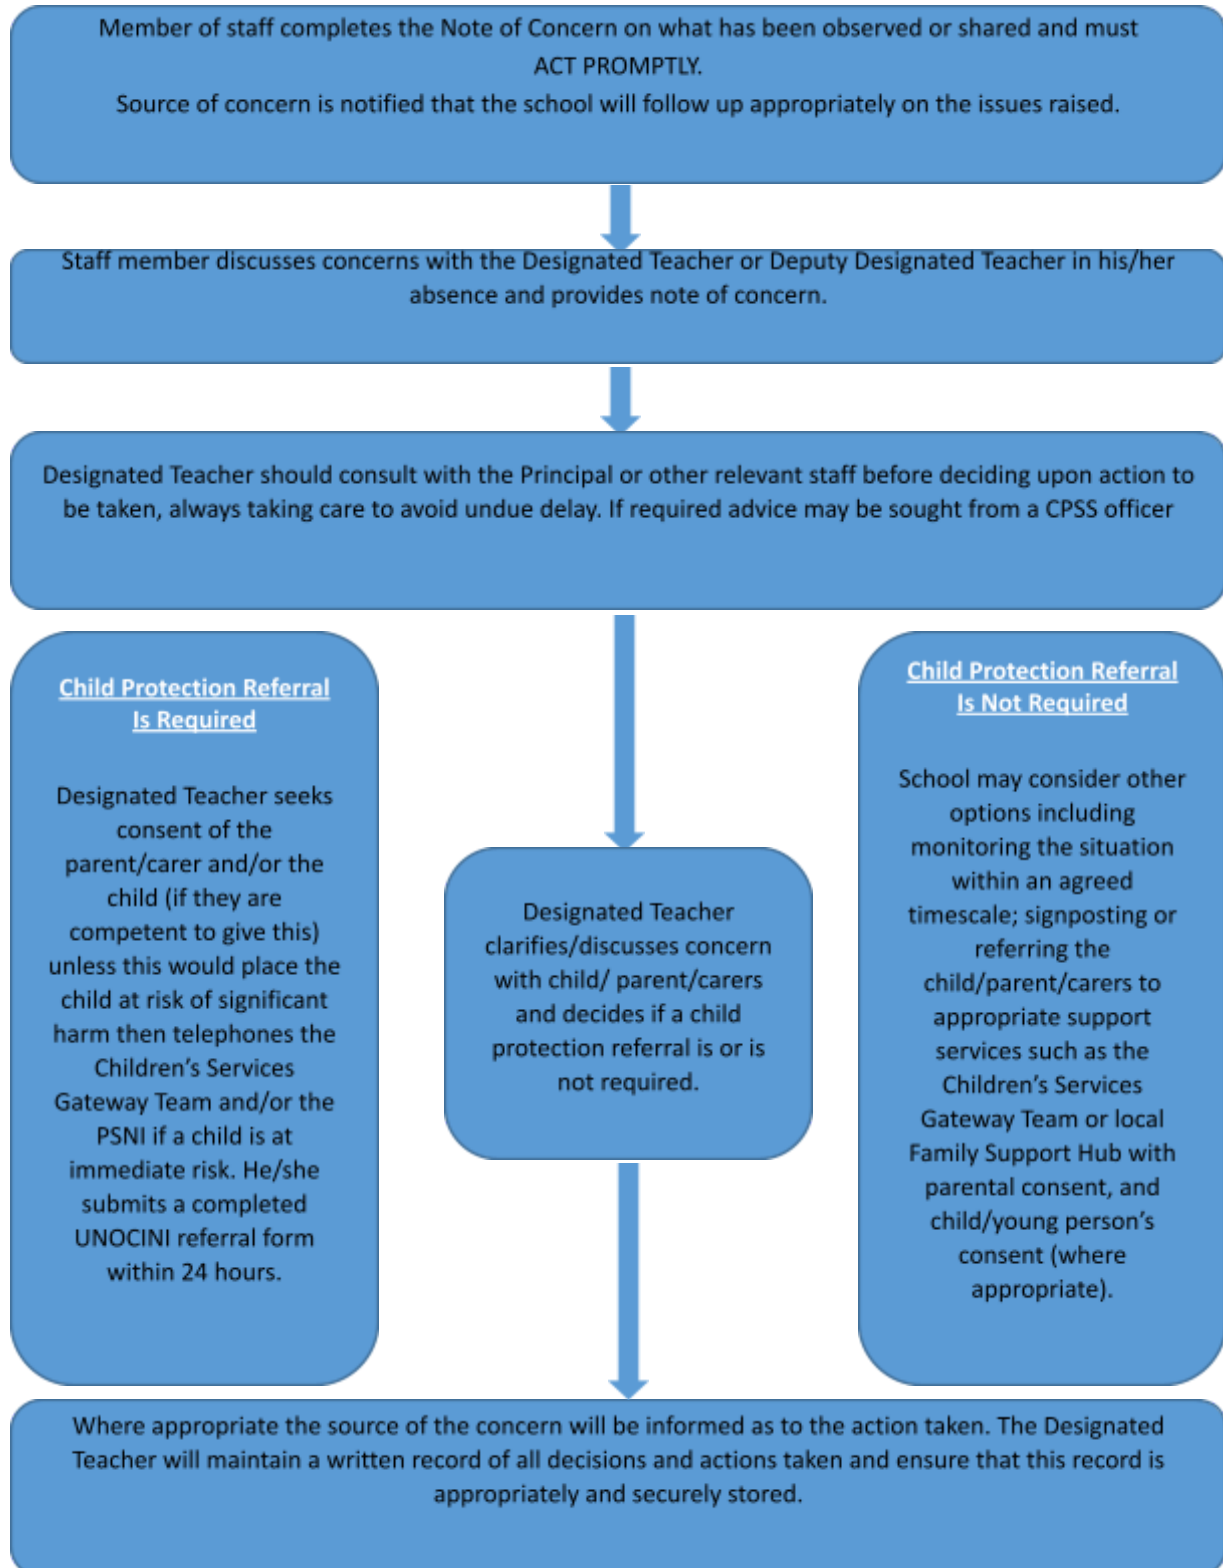 Member of staff completes the Note of Concern on what has been observed or shared and must
ACT PROMPTLY.
Source of concern is notified that the school will follow up appropriately on the issues raised.
Staff member discusses concerns with the Designated Teacher or Deputy Designated Teacher in his/her
absence and provides note of concern.
Designated Teacher should consult with the Principal or other relevant staff before deciding upon action to
be taken, always taking care to avoid undue delay. If required advice may be sought from a CPSS officer
Child Protection Referral
Is Required
Designated Teacher seeks
consent of the
parent/carer and/or the
child (if they are
competent to give this)
unless this would place the
child at risk of significant
harm then telephones the
Children's Services
Gateway Team and/or the
PSNI if a child is at
immediate risk. He/she
submits a completed
UNOCINI referral form
within 24 hours.
Designated Teacher
clarifies/discusses concern
with child/ parent/carers
and decides if a child
protection referral is or is
not required.
Child Protection Referral
Is Not Required
School may consider other
options including
monitoring the situation
within an agreed
timescale; signposting or
referring the
child/parent/carers to
appropriate support
services such as the
Children's Services
Gateway Team or local
Family Support Hub with
parental consent, and
child/young person's
consent (where
appropriate).
Where appropriate the source of the concern will be informed as to the action taken. The Designated
Teacher will maintain a written record of all decisions and actions taken and ensure that this record is
appropriately and securely stored.